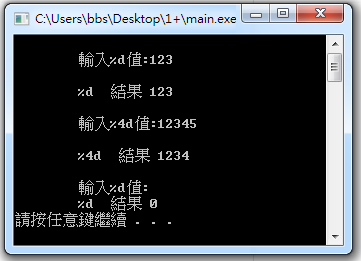 C:\Users\bbs\Desktop\1+\main.exe
輸入%d值:123
%d 結果 123
輸入%4d值:12345
%4d 結果 1234
輸入%d值:
%d 結果 0
請按任意鍵繼續 . . .